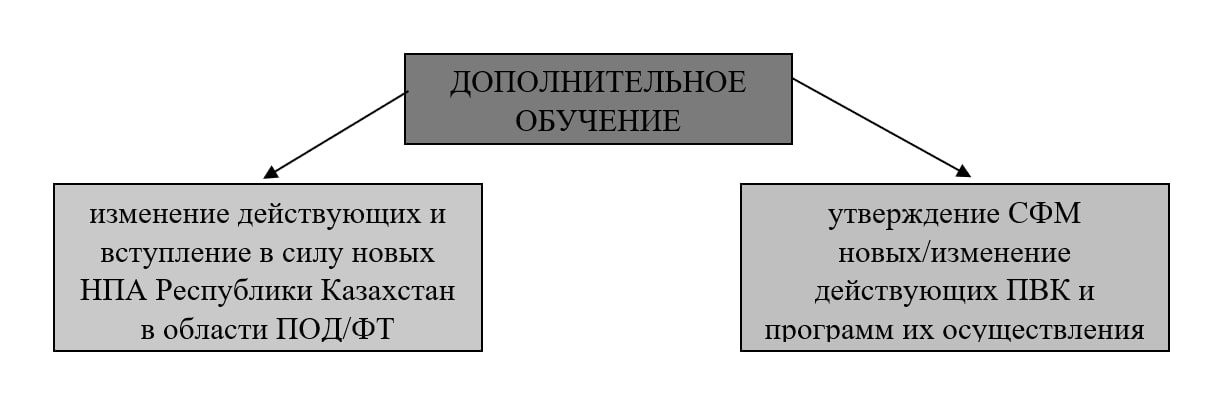 ДОПОЛНИТЕЛЬНОЕ
ОБУЧЕНИЕ
изменение действующих и
вступление в силу новых
НПА Республики Казахстан
в области ПОД/ФТ
утверждение СФМ
новых/изменение
действующих ПВК и
программ их осуществления